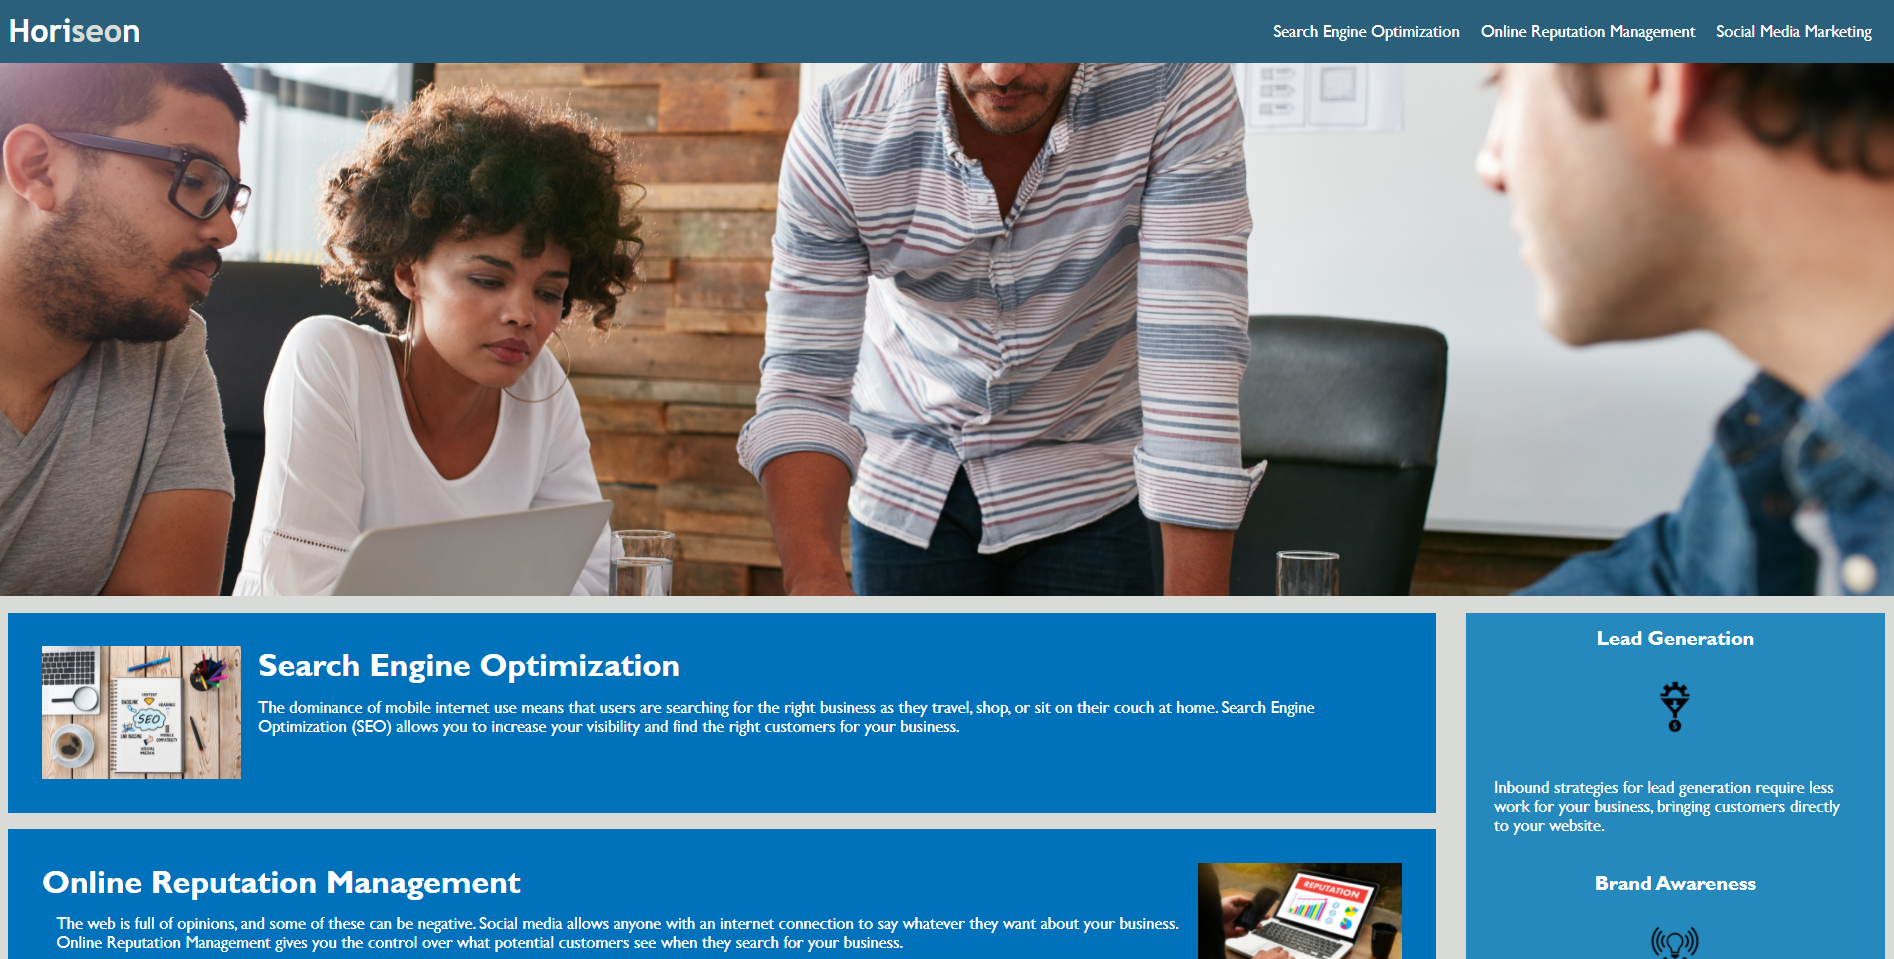 Horiseon
Search Engine Optimization
Online Reputation Management
Social Media Marketing
SEO
Search Engine Optimization
The dominance of mobile internet use means that users are searching for the right business as they travel, shop, or sit on their couch at home. Search Engine
Optimization (SEO) allows you to increase your visibility and find the right customers for your business.
Online Reputation Management
The web is full of opinions, and some of these can be negative. Social media allows anyone with an internet connection to say whatever they want about your business.
Online Reputation Management gives you the control over what potential customers see when they search for your business.
REPUTATION
Lead Generation
Inbound strategies for lead generation require less
work for your business, bringing customers directly
to your website.
Brand Awareness